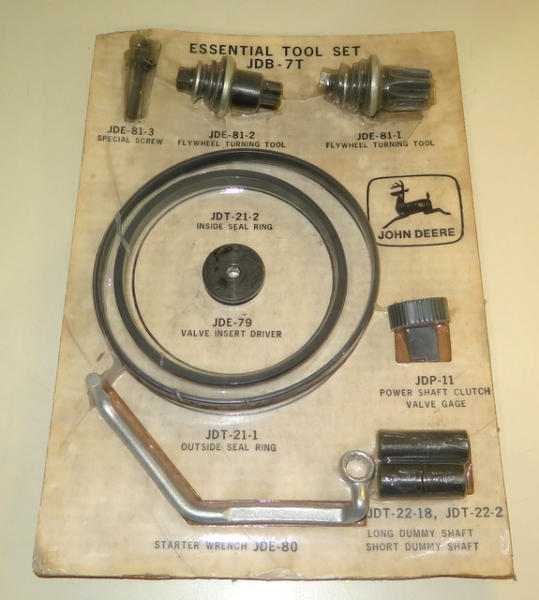 ESSENTIAL TOOL SET
JDB-7T
JDE-81-3
SPECIAL SCREW
JDE-81-2
FLYWHEEL TURNING TOOL
JDE-81-1
FLYWHEEL TURNING TOOL
JDT-21-2
INSIDE SEAL RING
JOHN DEERE
JDE-79
VALVE INSERT DRIVER
JDP-11
POWER SHAFT CLUTCH
VALVE GAGE
JDT-21-1
OUTSIDE SEAL RING
JDT-22-18, JDT-22-2
LONG DUMMY SHAFT
SHORT DUMMY SHAFT
STARTER WRENCH JDE-80